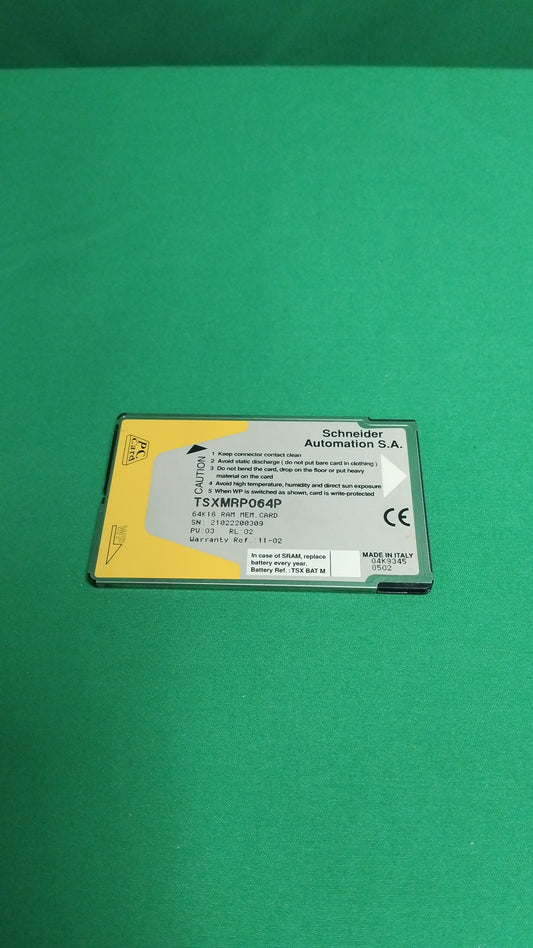 PC
Card
WP
Schneider
Automation S.A.
CAUTION
1 Keep connector contact clean
2 Avoid static discharge ( do not put bare card in clothing )
3 Do not bend the card, drop on the floor or put heavy
material on the card
4 Avoid high temperature, humidity and direct sun exposure
5 When WP is switched as shown, card is write-protected
TSXMRP064P
64K16 RAM MEM.CARD
SN: 21022200309
PV:03 RL:02
Warranty Ref.:11-02
CE
In case of SRAM, replace
battery every year.
Battery Ref. : TSX BAT M
MADE IN ITALY
04K9345
0502